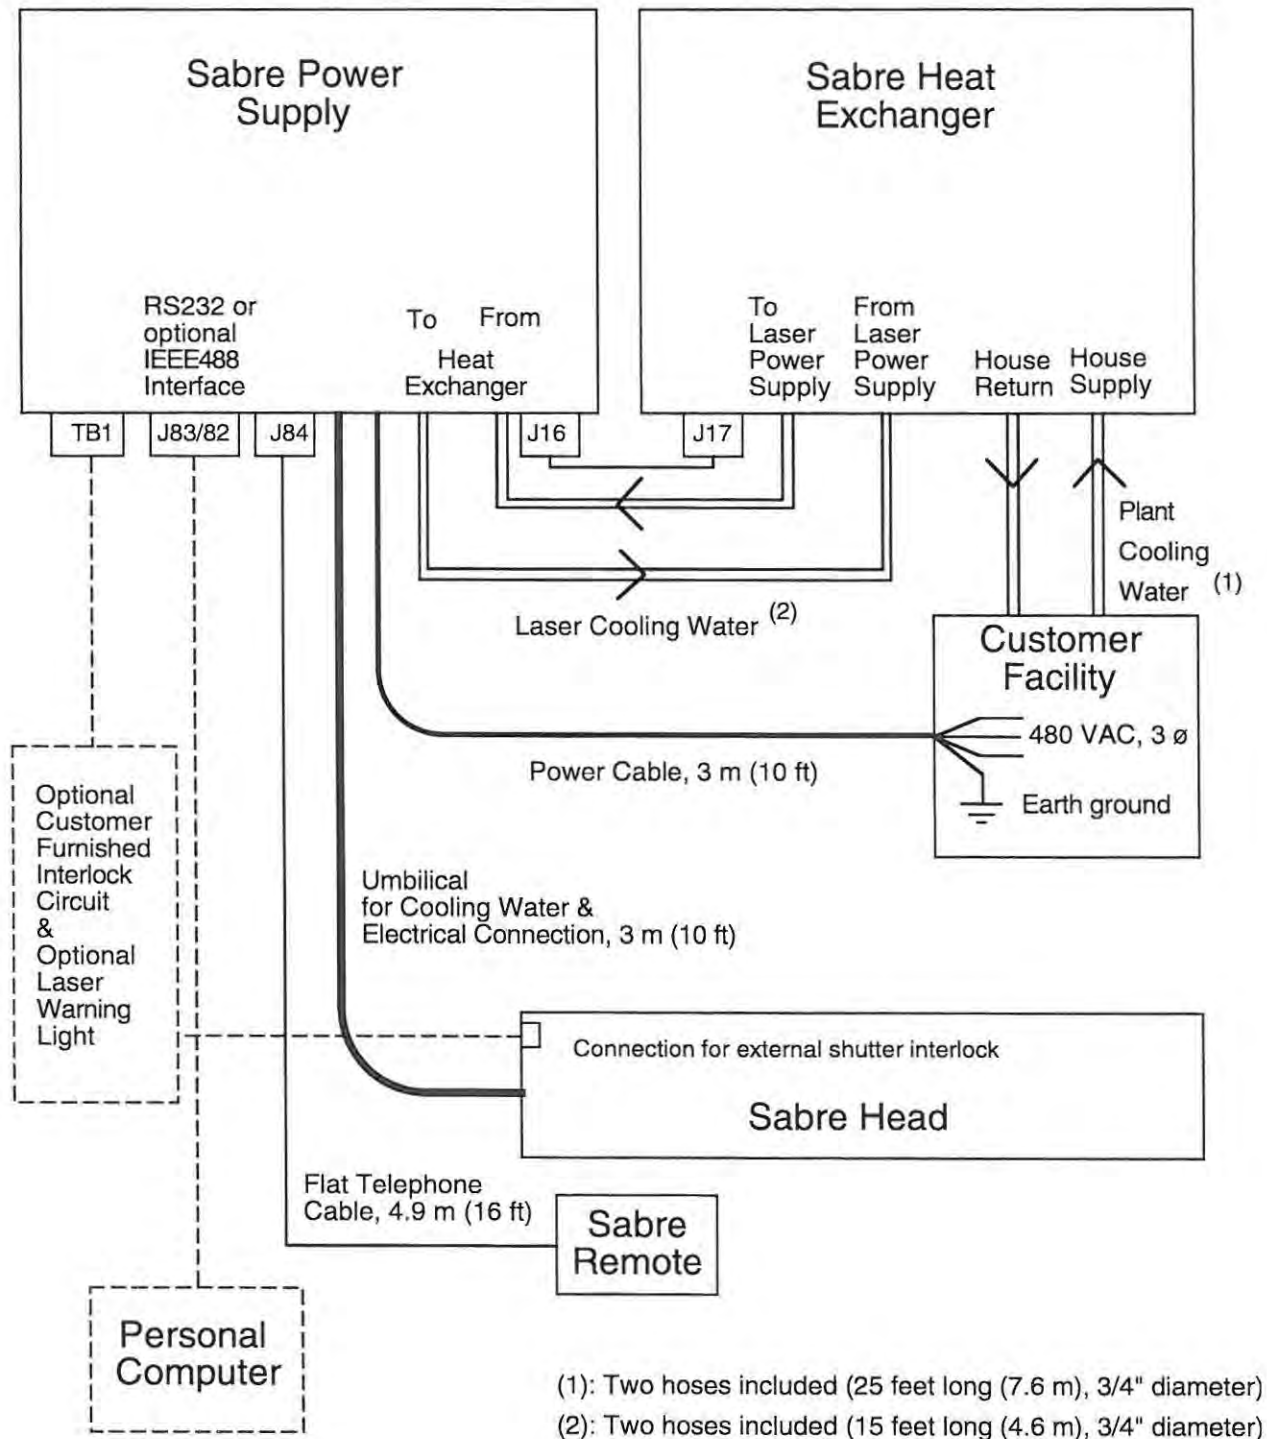 Sabre Power
Supply
Sabre Heat
Exchanger
RS232 or
optional
IEEE488
Interface
To From
Heat
Exchanger
To
Laser
Power
Supply
From
Laser
Power
Supply
House
Return
House
Supply
TB1
J83/82
J84
J16
J17
Plant
Cooling
Water (1)
Laser Cooling Water (2)
Customer
Facility
480 VAC, 3 ø
Earth ground
Power Cable, 3 m (10 ft)
Optional
Customer
Furnished
Interlock
Circuit
&
Optional
Laser
Warning
Light
Umbilical
for Cooling Water &
Electrical Connection, 3 m (10 ft)
Connection for external shutter interlock
Sabre Head
Flat Telephone
Cable, 4.9 m (16 ft)
Sabre
Remote
Personal
Computer
(1): Two hoses included (25 feet long (7.6 m), 3/4" diameter)
(2): Two hoses included (15 feet long (4.6 m), 3/4" diameter)